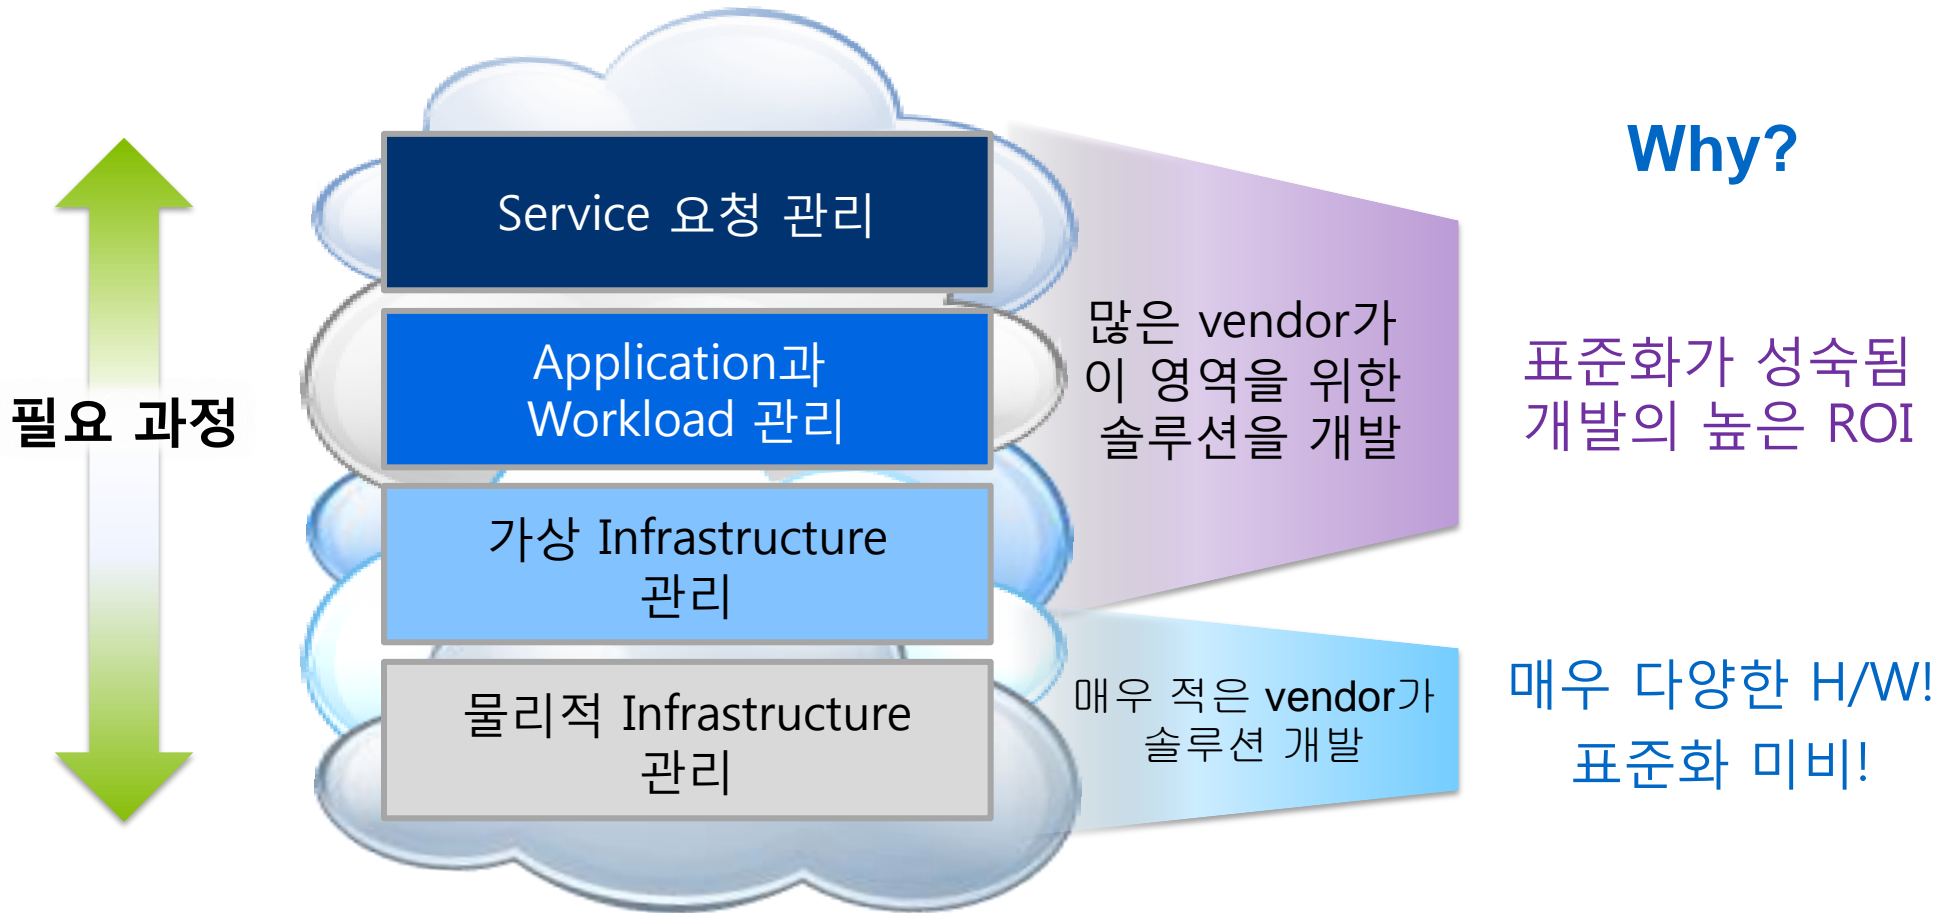 Why?
Service 요청 관리
많은 vendor가
이 영역을 위한
솔루션을 개발
표준화가 성숙됨
개발의 높은 ROI
Application과
Workload 관리
필요 과정
가상 Infrastructure
관리
물리적 Infrastructure
관리
매우 적은 vendor가
솔루션 개발
매우 다양한 H/W!
표준화 미비!